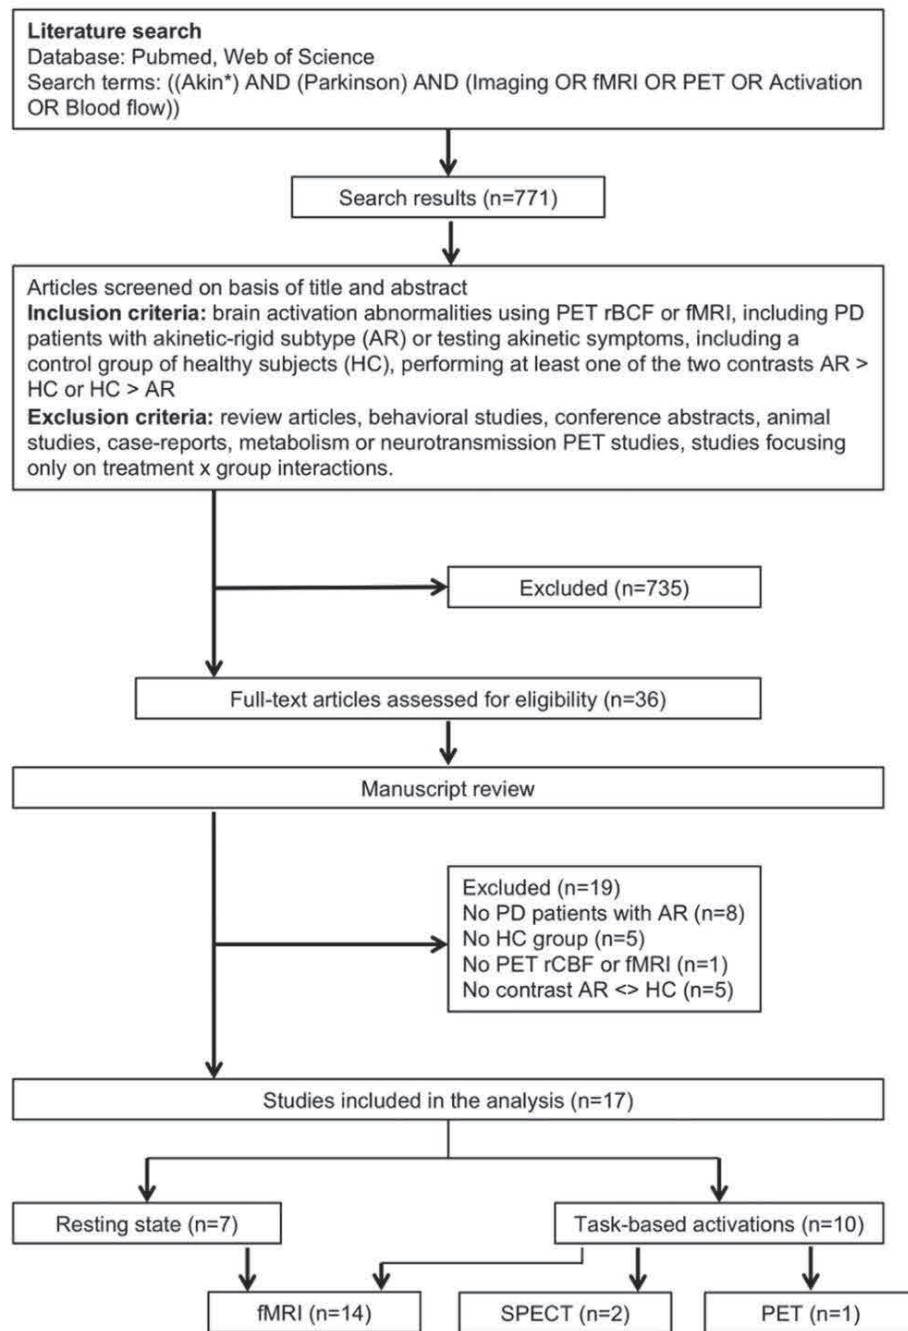 Literature search
Database: Pubmed, Web of Science
Search terms: ((Akin*) AND (Parkinson) AND (Imaging OR fMRI OR PET OR Activation
OR Blood flow))
Search results (n=771)
Articles screened on basis of title and abstract
Inclusion criteria: brain activation abnormalities using PET rBCF or fMRI, including PD
patients with akinetic-rigid subtype (AR) or testing akinetic symptoms, including a
control group of healthy subjects (HC), performing at least one of the two contrasts AR >
HC or HC > AR
Exclusion criteria: review articles, behavioral studies, conference abstracts, animal
studies, case-reports, metabolism or neurotransmission PET studies, studies focusing
only on treatment x group interactions.
Excluded (n=735)
Full-text articles assessed for eligibility (n=36)
Manuscript review
Excluded (n=19)
No PD patients with AR (n=8)
No HC group (n=5)
No PET rCBF or fMRI (n=1)
No contrast AR <> HC (n=5)
Studies included in the analysis (n=17)
Resting state (n=7)
Task-based activations (n=10)
fMRI (n=14)
SPECT (n=2)
PET (n=1)